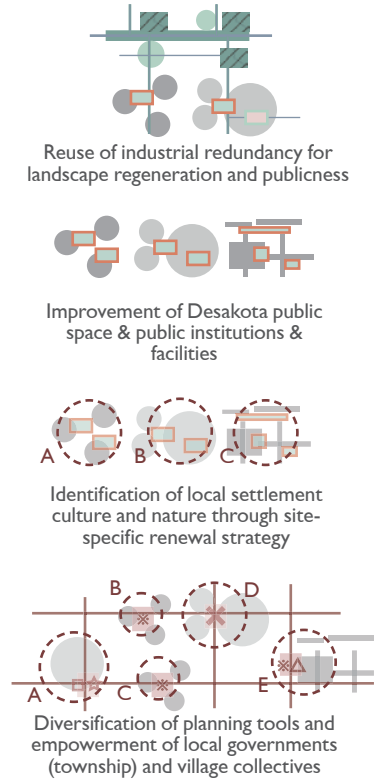 Reuse of industrial redundancy for
landscape regeneration and publicness
Improvement of Desakota public
space & public institutions &
facilities
A B C
Identification of local settlement
culture and nature through site-
specific renewal strategy
B D
A C E
Diversification of planning tools and
empowerment of local governments
(township) and village collectives